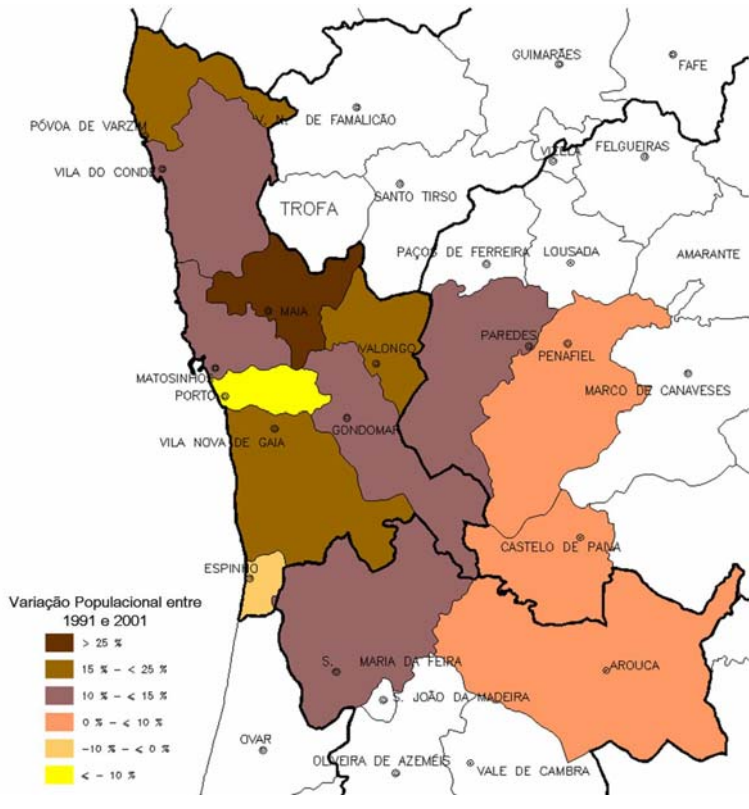 GUIMARÃES
FAFE
PÓVOA DE VARZIM
V. N. DE FAMALICÃO
VIZELA
FELGUEIRAS
VILA DO CONDE
SANTO TIRSO
TROFA
PAÇOS DE FERREIRA
LOUSADA
AMARANTE
MAIA
PAREDES
PENAFIEL
VALONGO
MATOSINHOS
PORTO
MARCO DE CANAVESES
GONDOMAR
VILA NOVA DE GAIA
CASTELO DE PAIVA
ESPINHO
Variação Populacional entre
1991 e 2001
> 25 %
15 % - < 25 %
10 % - < 15 %
0 % - < 10 %
-10 % - < 0 %
< - 10 %
S. MARIA DA FEIRA
AROUCA
S. JOÃO DA MADEIRA
OVAR
OLIVEIRA DE AZEMÉIS
VALE DE CAMBRA